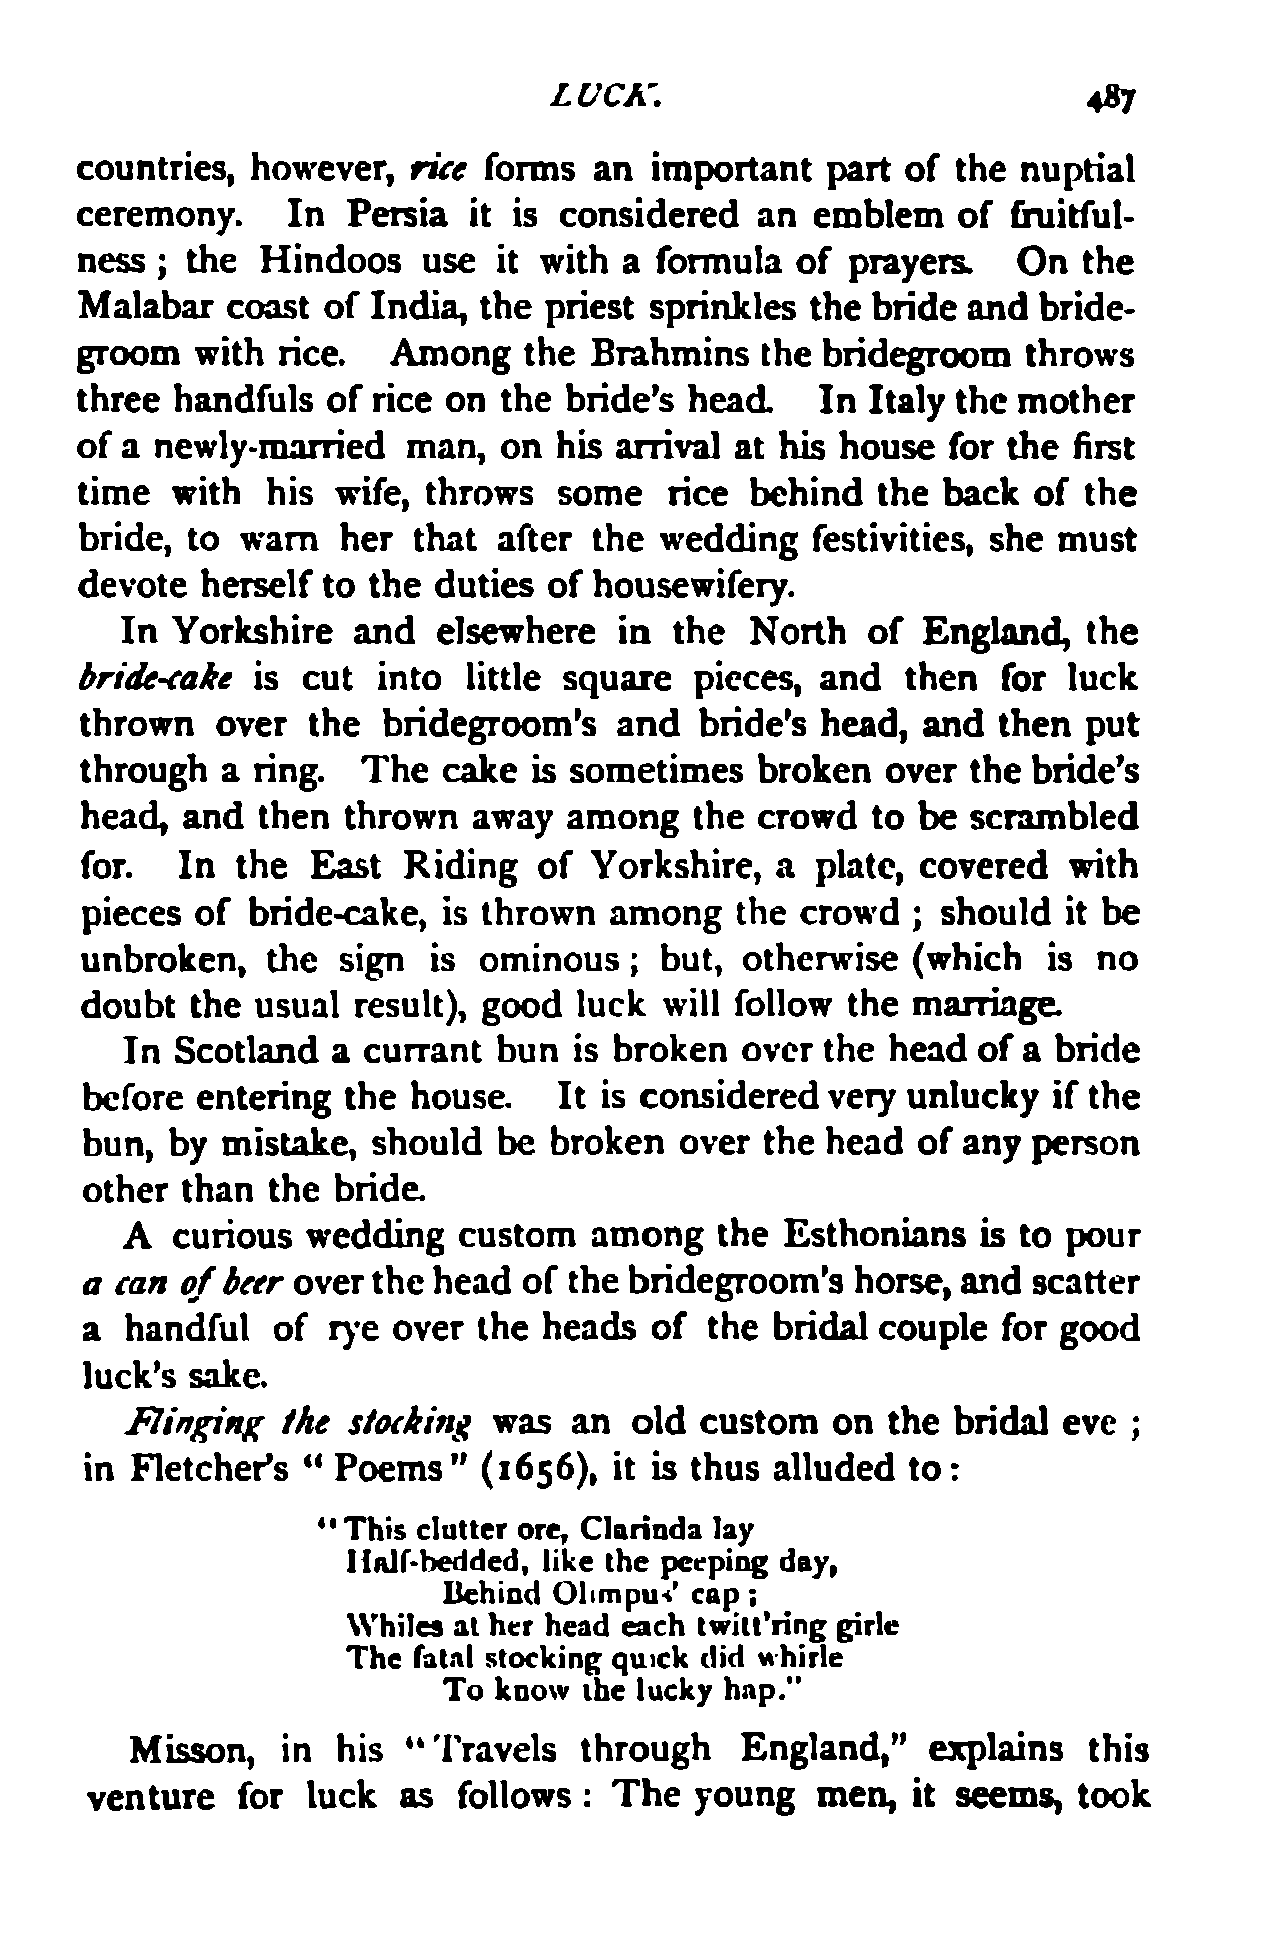 LUCK. 487
countries, however, rice forms an important part of the nuptial
ceremony. In Persia it is considered an emblem of fruitful-
ness ; the Hindoos use it with a formula of prayers. On the
Malabar coast of India, the priest sprinkles the bride and bride-
groom with rice. Among the Brahmins the bridegroom throws
three handfuls of rice on the bride's head. In Italy the mother
of a newly-married man, on his arrival at his house for the first
time with his wife, throws some rice behind the back of the
bride, to warn her that after the wedding festivities, she must
devote herself to the duties of housewifery.
In Yorkshire and elsewhere in the North of England, the
bride-cake is cut into little square pieces, and then for luck
thrown over the bridegroom's and bride's head, and then put
through a ring. The cake is sometimes broken over the bride's
head, and then thrown away among the crowd to be scrambled
for. In the East Riding of Yorkshire, a plate, covered with
pieces of bride-cake, is thrown among the crowd ; should it be
unbroken, the sign is ominous ; but, otherwise (which is no
doubt the usual result), good luck will follow the marriage.
In Scotland a currant bun is broken over the head of a bride
before entering the house. It is considered very unlucky if the
bun, by mistake, should be broken over the head of any person
other than the bride.
A curious wedding custom among the Esthonians is to pour
a can of beer over the head of the bridegroom's horse, and scatter
a handful of rye over the heads of the bridal couple for good
luck's sake.
Flinging the stocking was an old custom on the bridal eve ;
in Fletcher's " Poems " (1656), it is thus alluded to :
" This clutter ore, Clarinda lay
Half-bedded, like the peeping day,
Behind Olimpus' cap ;
Whiles at her head each twitt'ring girle
The fatal stocking quick did whirle
To know the lucky hap."
Misson, in his " Travels through England," explains this
venture for luck as follows : The young men, it seems, took